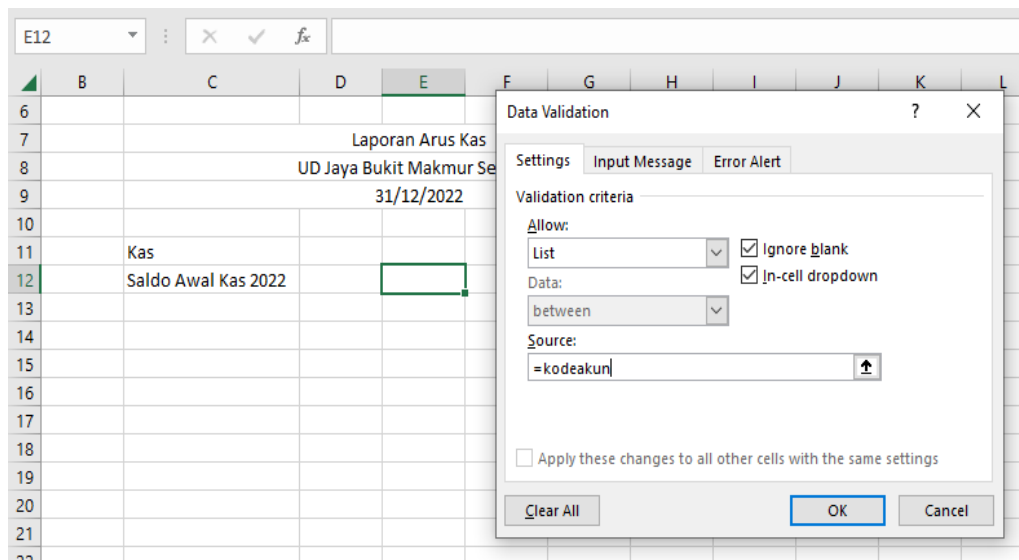 E12 fx
B C D E F G H I J K L
6
7 Laporan Arus Kas
8 UD Jaya Bukit Makmur Se
9 31/12/2022
10
11 Kas
12 Saldo Awal Kas 2022
13
14
15
16
17
18
19
20
21
Data Validation ? ×
Settings Input Message Error Alert
Validation criteria
Allow:
List Ignore blank
In-cell dropdown
Data:
between
Source:
=kodeakun
Apply these changes to all other cells with the same settings
Clear All OK Cancel